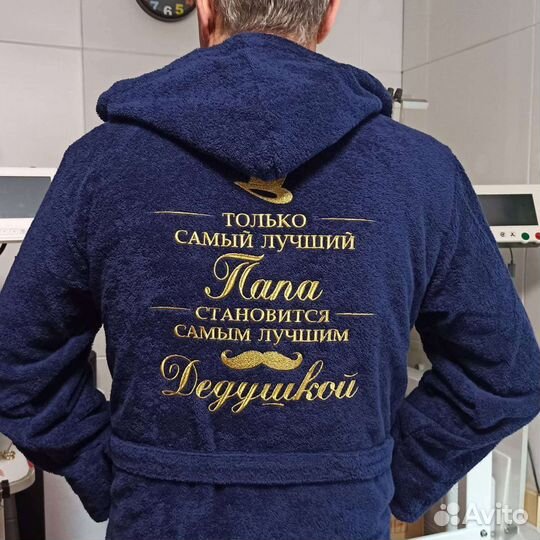 ТОЛЬКО
САМЫЙ ЛУЧШИЙ
Папа
СТАНОВИТСЯ
САМЫМ ЛУЧШИМ
Дедушкой
Avito